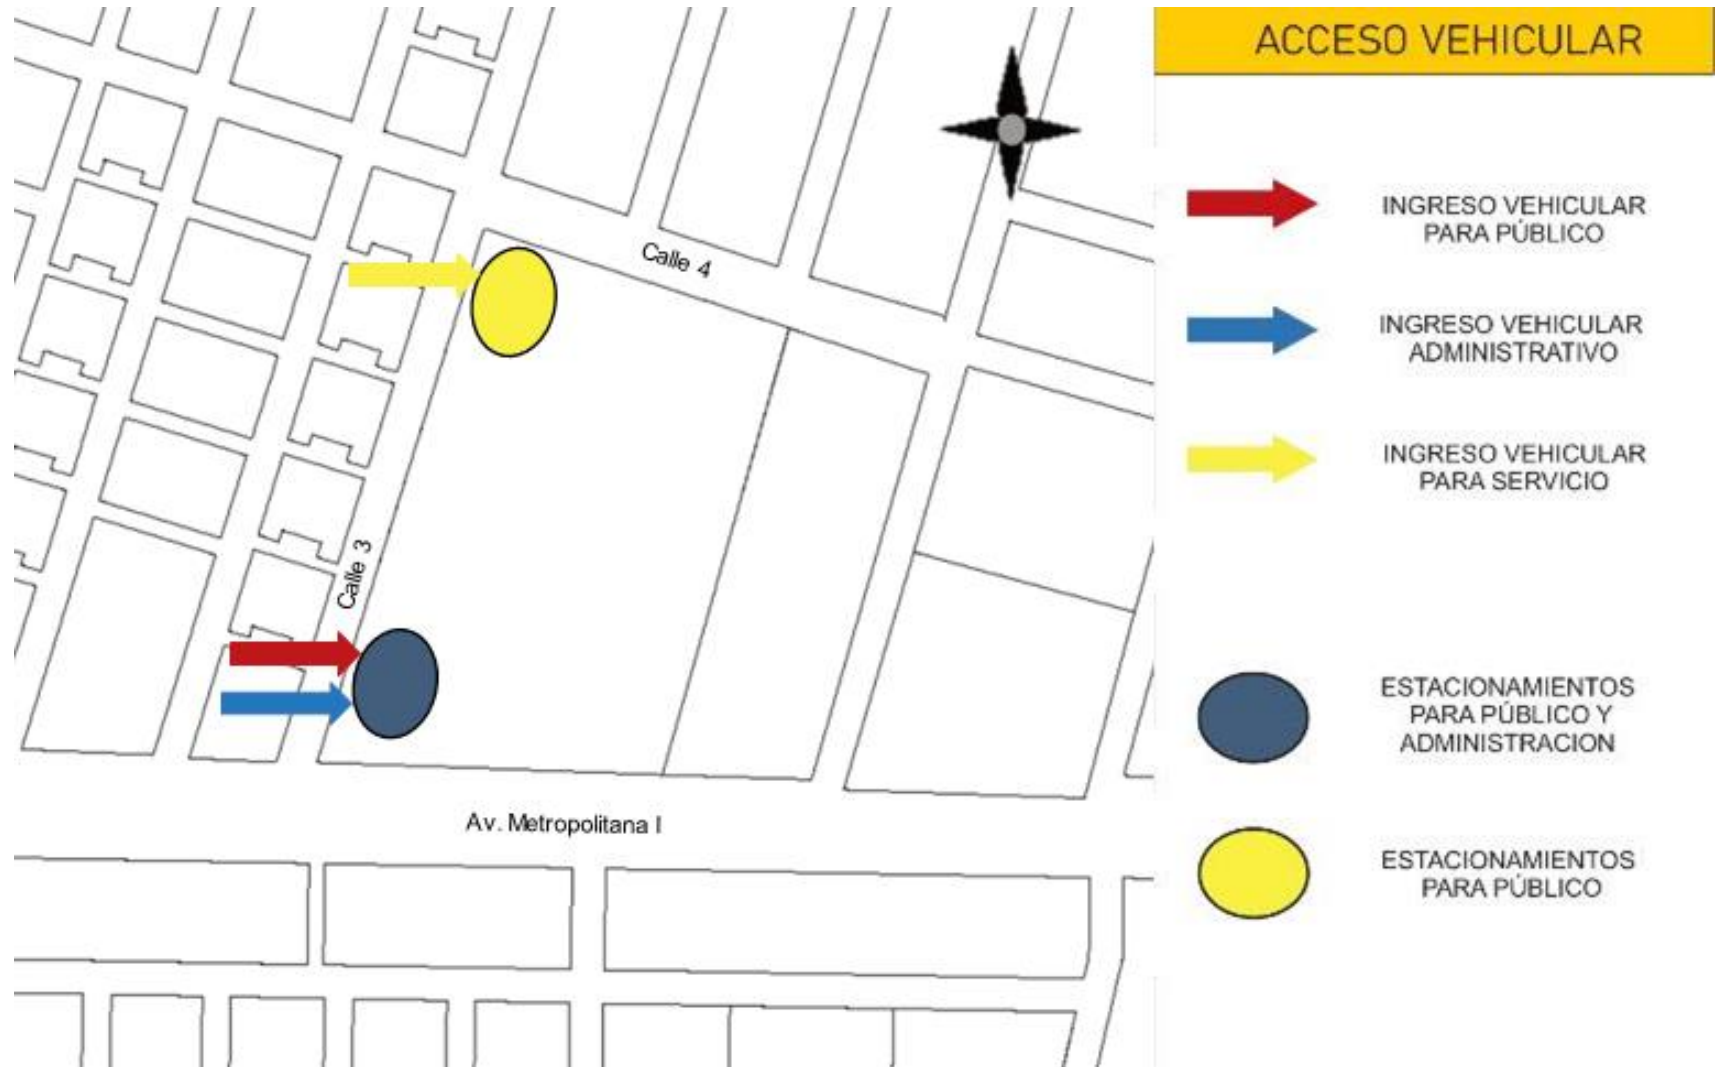 ACCESO VEHICULAR
INGRESO VEHICULAR
PARA PÚBLICO
INGRESO VEHICULAR
ADMINISTRATIVO
INGRESO VEHICULAR
PARA SERVICIO
ESTACIONAMIENTOS
PARA PÚBLICO Y
ADMINISTRACION
ESTACIONAMIENTOS
PARA PÚBLICO
Calle 4
Calle 3
Av. Metropolitana I